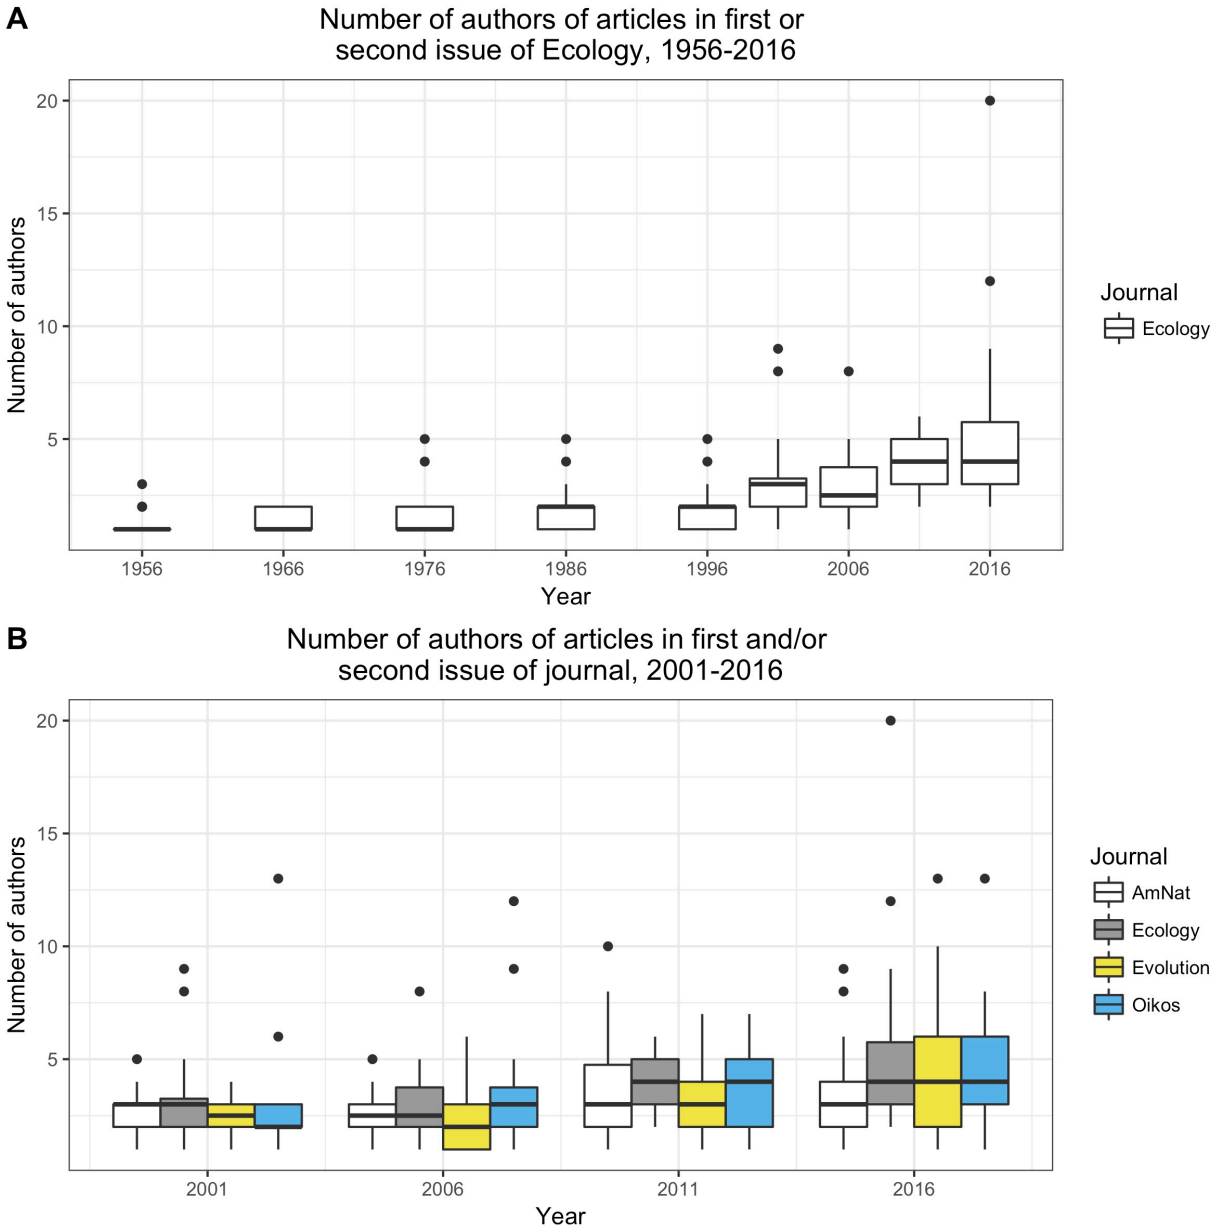 A
Number of authors of articles in first or
second issue of Ecology, 1956-2016
20
15
10
5
Number of authors
1956 1966 1976 1986 1996 2006 2016
Year
Journal
Ecology
B
Number of authors of articles in first and/or
second issue of journal, 2001-2016
20
15
10
5
Number of authors
2001 2006 2011 2016
Year
Journal
AmNat
Ecology
Evolution
Oikos